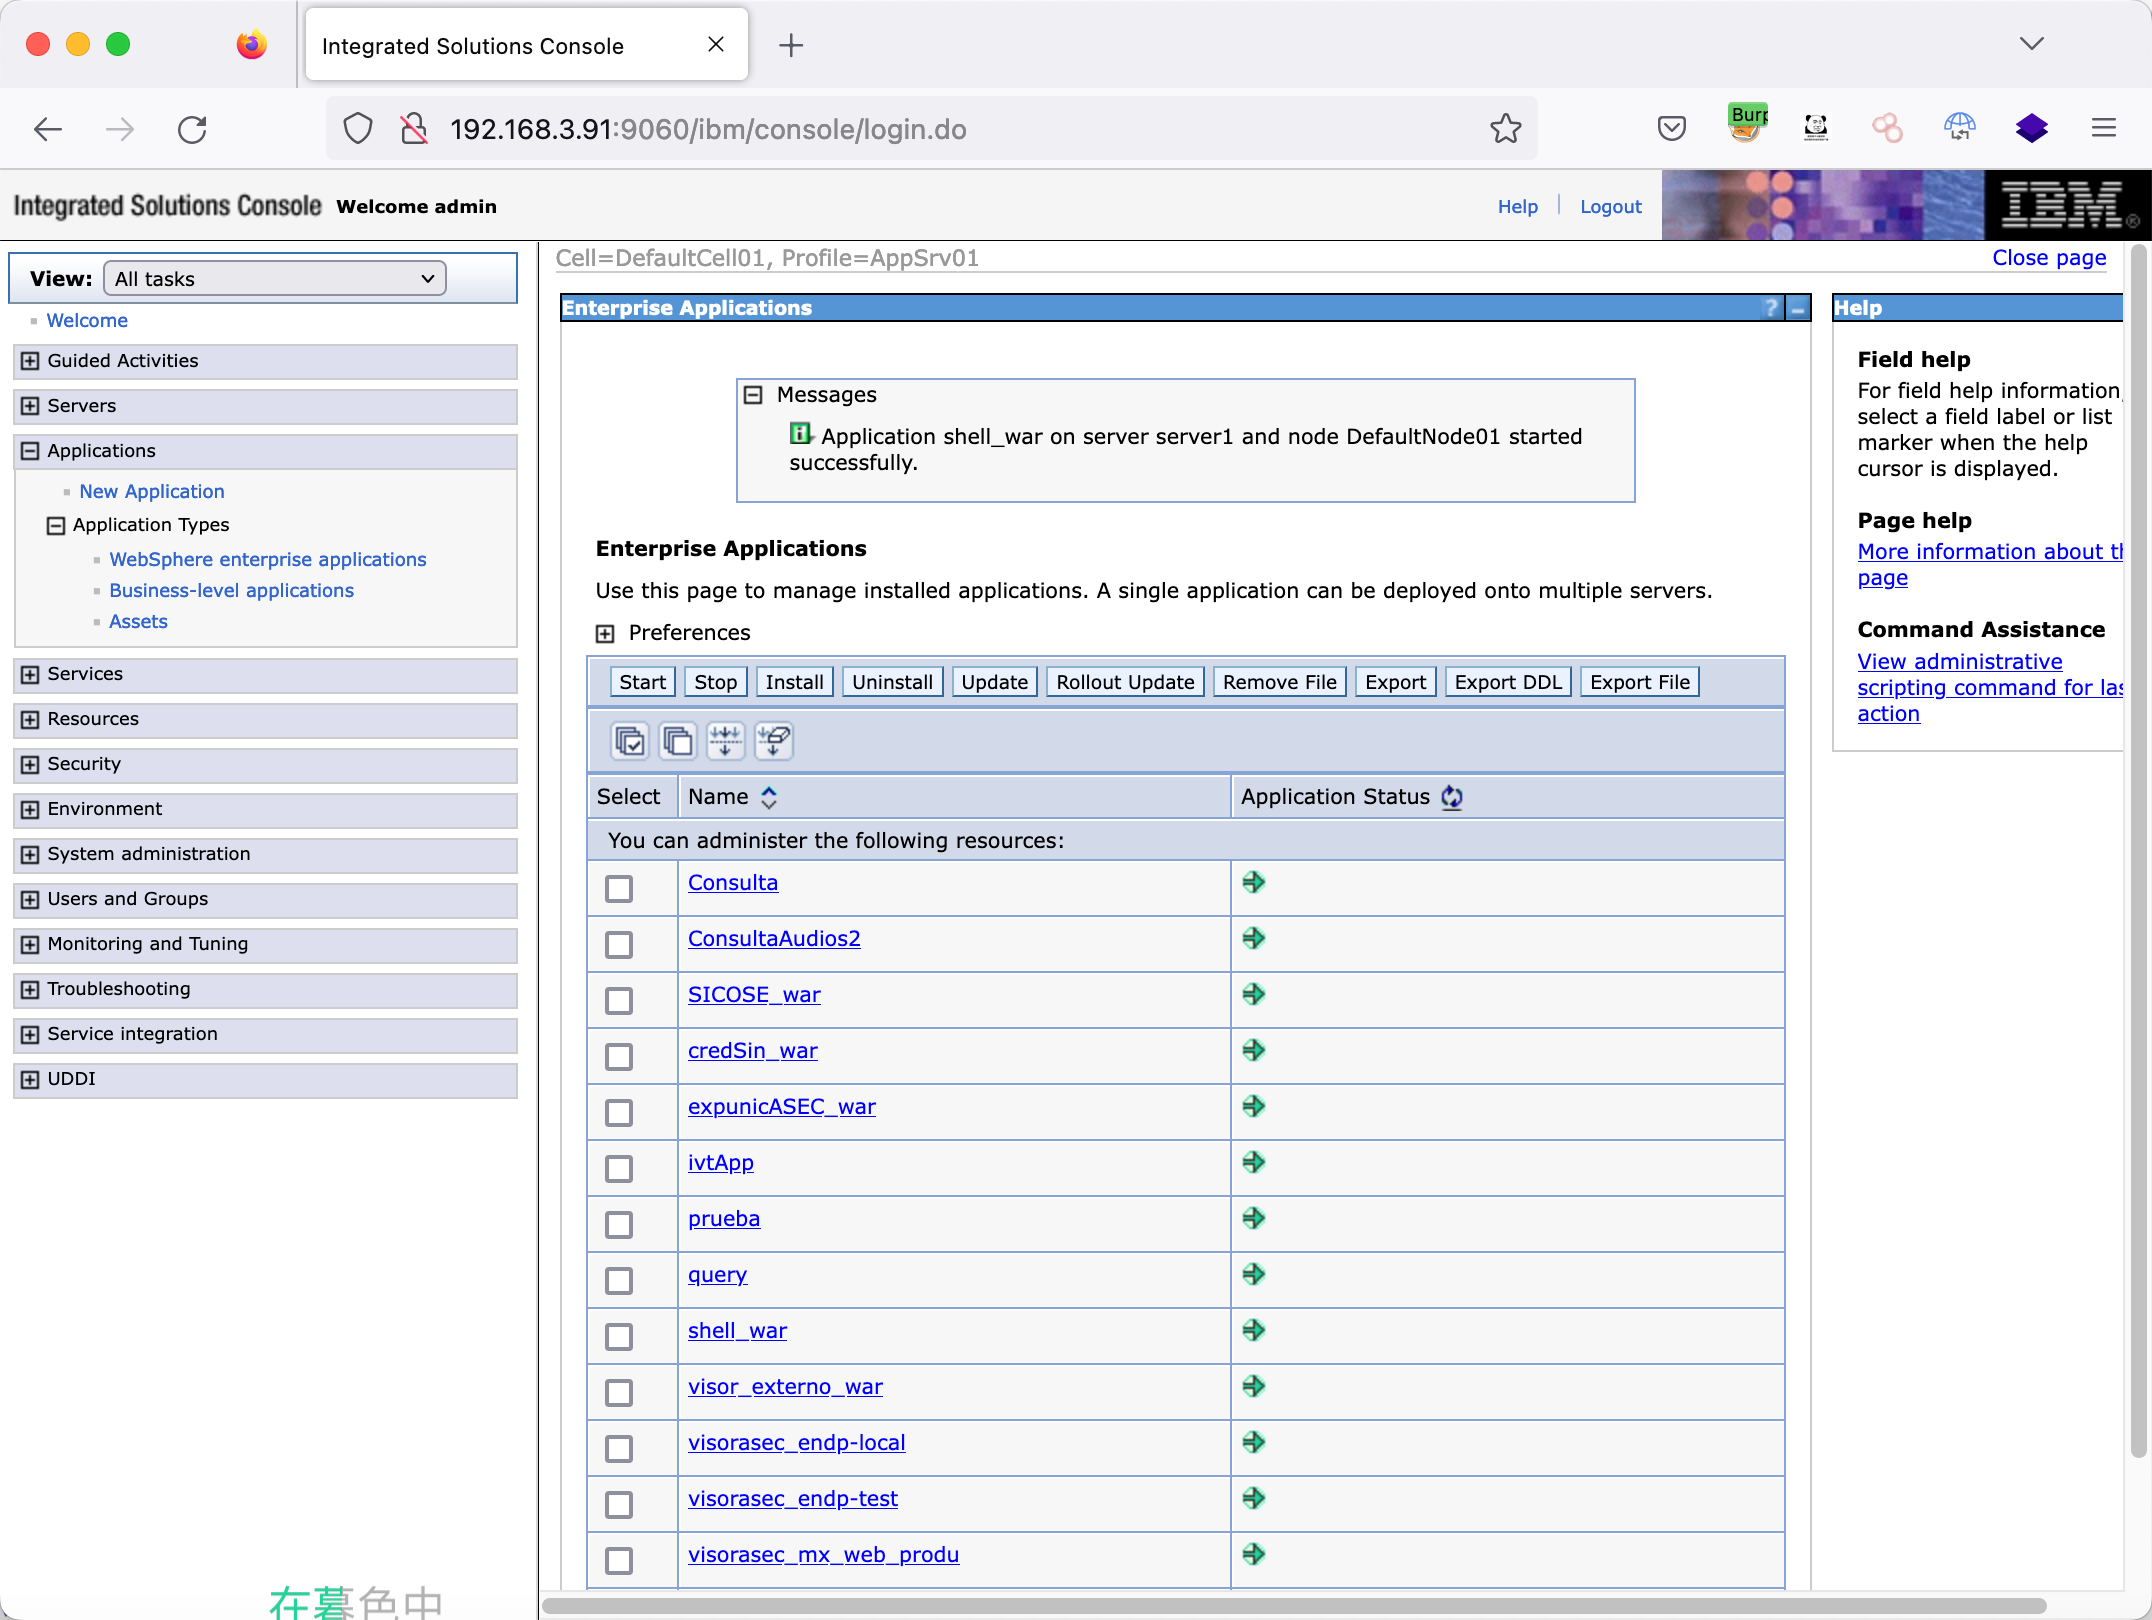 Integrated Solutions Console
192.168.3.91:9060/ibm/console/login.do
Burp
Integrated Solutions Console Welcome admin
Help
Logout
IBM®
View: All tasks
Welcome
Guided Activities
Servers
Applications
New Application
Application Types
WebSphere enterprise applications
Business-level applications
Assets
Services
Resources
Security
Environment
System administration
Users and Groups
Monitoring and Tuning
Troubleshooting
Service integration
UDDI
在暮色中
Cell=DefaultCell01, Profile=AppSrv01
Close page
Enterprise Applications
? –
Messages
Application shell_war on server server1 and node DefaultNode01 started
successfully.
Enterprise Applications
Use this page to manage installed applications. A single application can be deployed onto multiple servers.
Preferences
Start Stop Install Uninstall Update Rollout Update Remove File Export Export DDL Export File
Select Name Application Status
You can administer the following resources:
Consulta
ConsultaAudios2
SICOSE_war
credSin_war
expunicASEC_war
ivtApp
prueba
query
shell_war
visor_externo_war
visorasec_endp-local
visorasec_endp-test
visorasec_mx_web_produ
Help
Field help
For field help information,
select a field label or list
marker when the help
cursor is displayed.
Page help
More information about th
page
Command Assistance
View administrative
scripting command for las
action